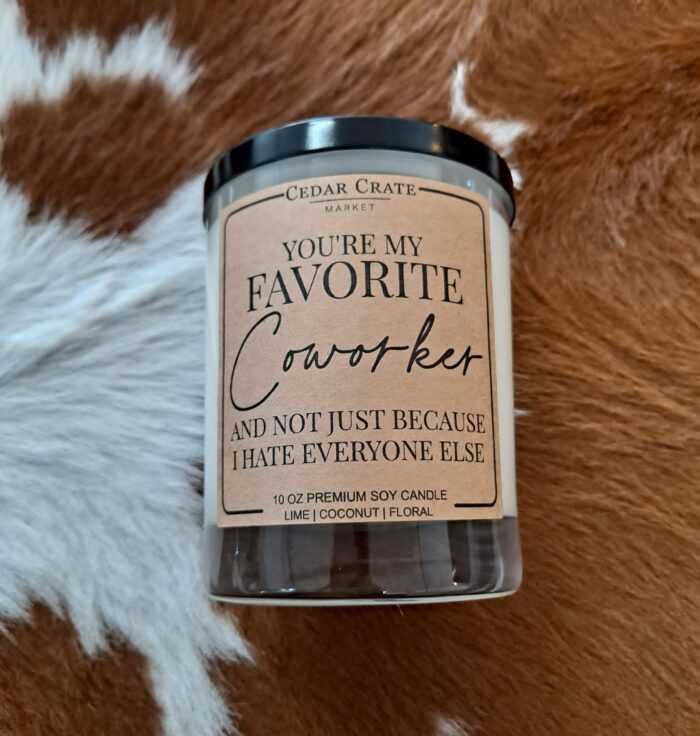 CEDAR CRATE
MARKET
YOU'RE MY
FAVORITE
Coworker
AND NOT JUST BECAUSE
I HATE EVERYONE ELSE
10 OZ PREMIUM SOY CANDLE
LIME | COCONUT | FLORAL